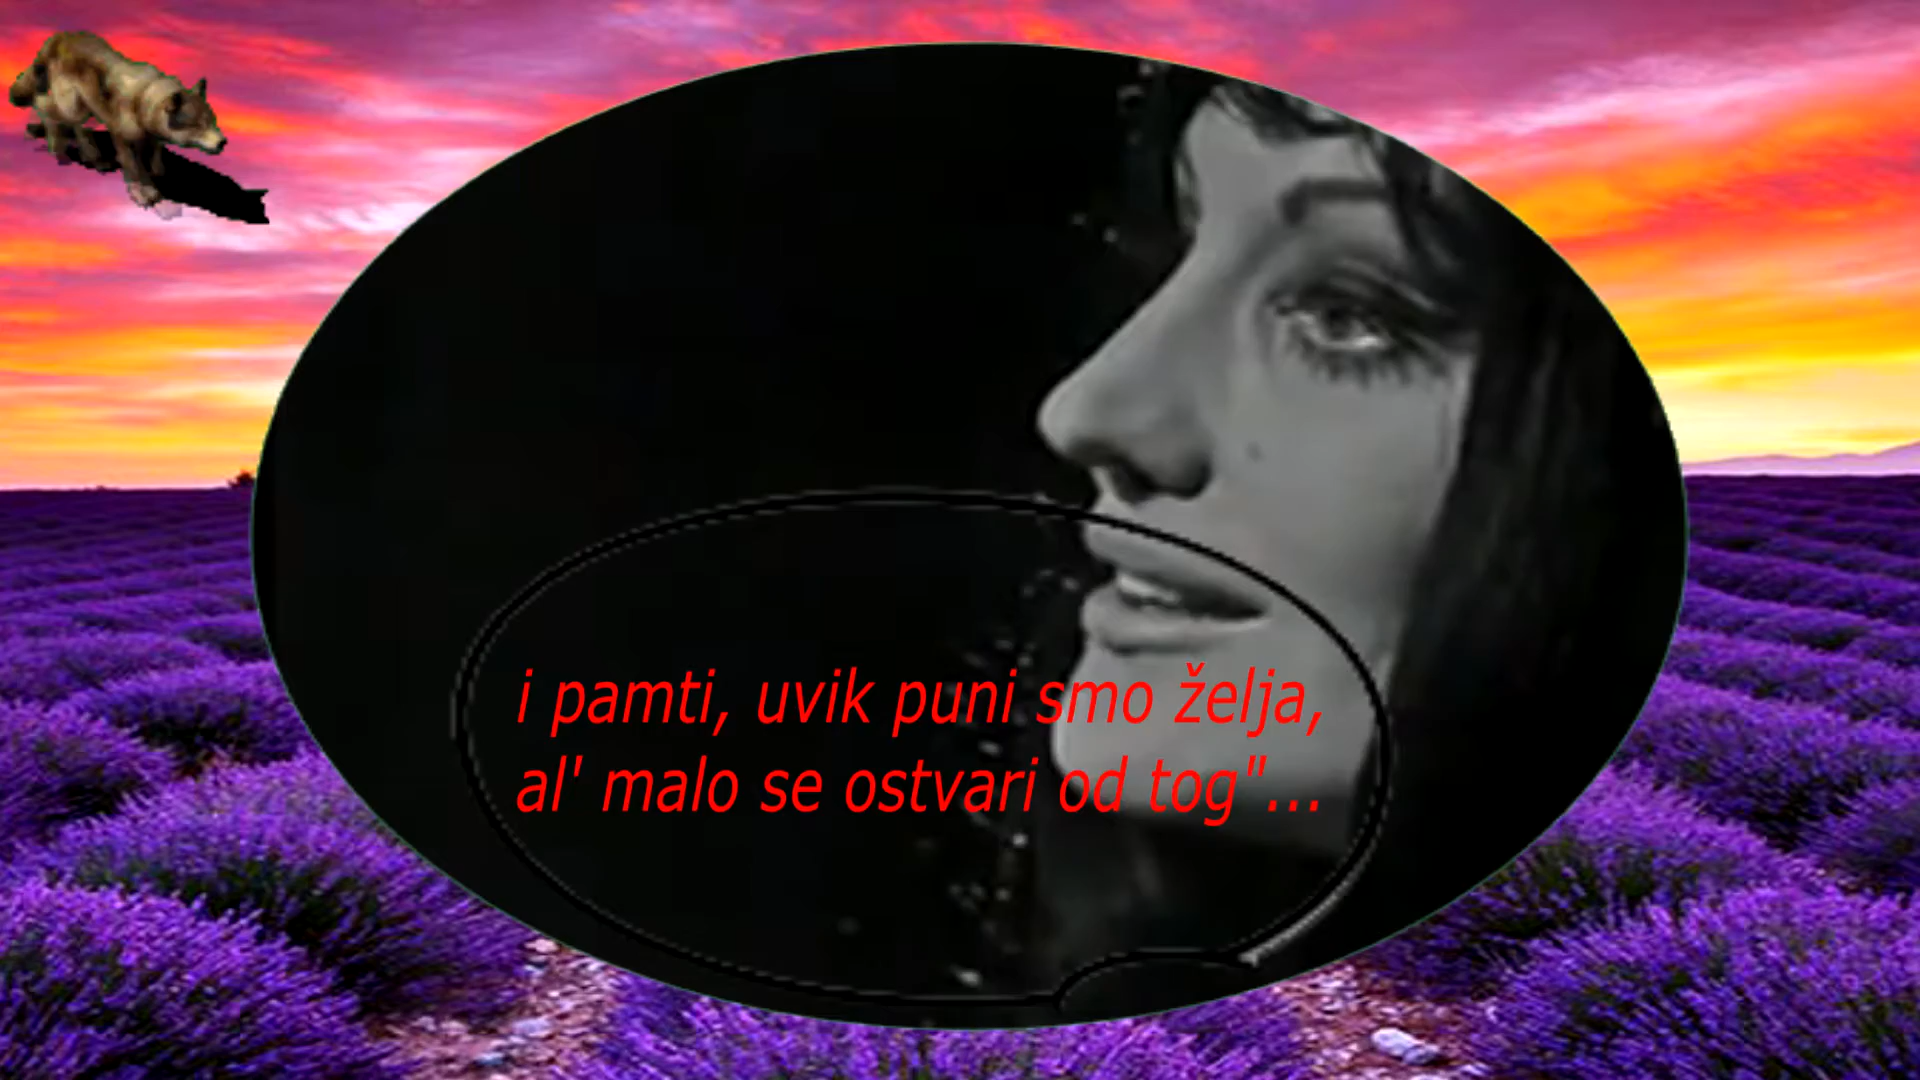 i pamti, uvik puni smo želja,
al' malo se ostvari od tog"...